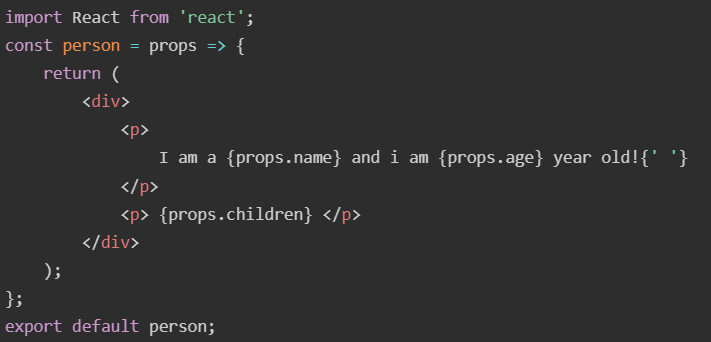 import React from 'react';
const person = props => {
    return (
        <div>
            <p>
                I am a {props.name} and i am {props.age} year old!{' '}
            </p>
            <p> {props.children} </p>
        </div>
    );
};
export default person;